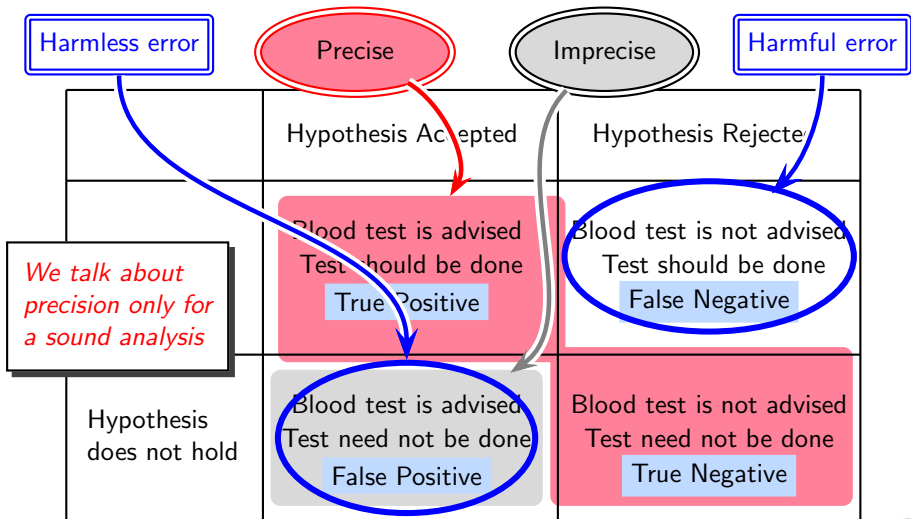 Harmless error
Precise
Imprecise
Harmful error
Hypothesis Accepted
Hypothesis Rejected
Blood test is advised
Test should be done
True Positive
Blood test is not advised
Test should be done
False Negative
We talk about
precision only for
a sound analysis
Hypothesis
does not hold
Blood test is advised
Test need not be done
False Positive
Blood test is not advised
Test need not be done
True Negative